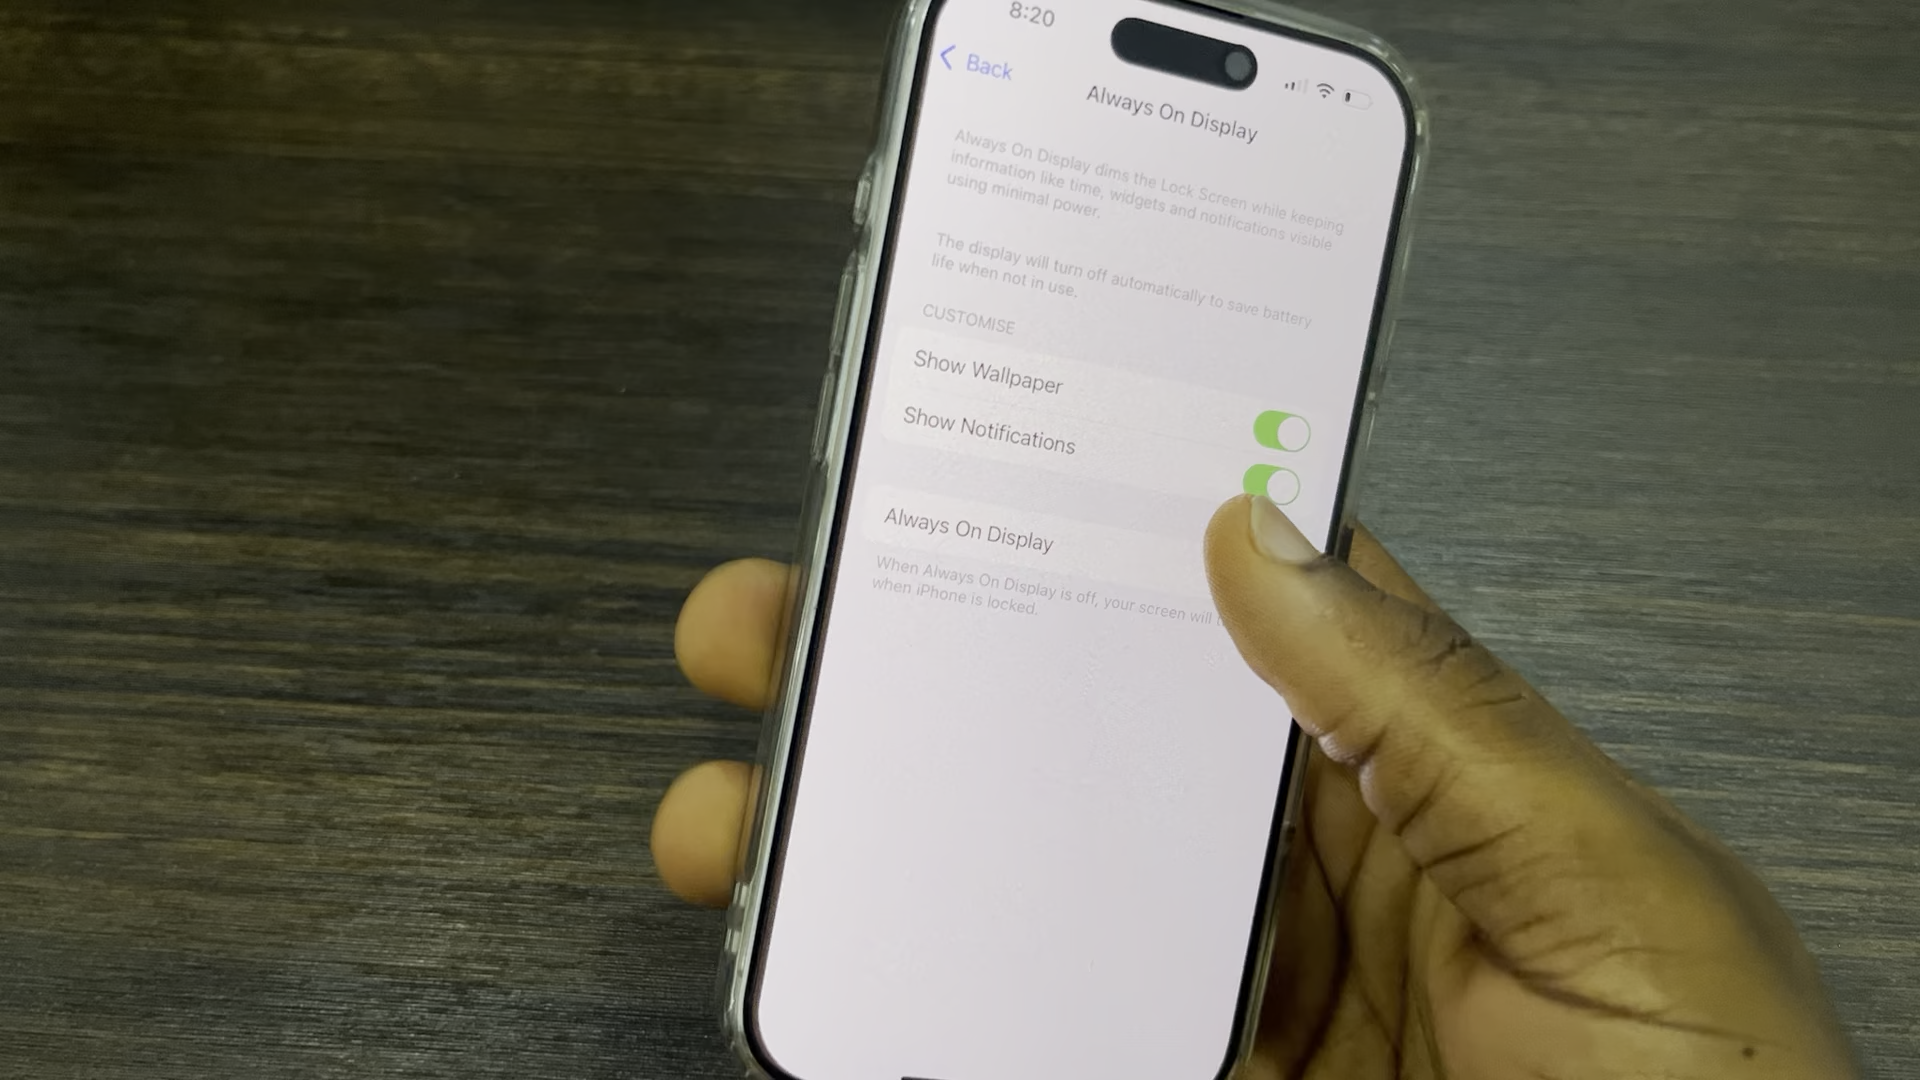 8:20
Back
Always On Display
Always On Display dims the Lock Screen while keeping
information like time, widgets and notifications visible
using minimal power.
The display will turn off automatically to save battery
life when not in use.
CUSTOMISE
Show Wallpaper
Show Notifications
Always On Display
When Always On Display is off, your screen will
when iPhone is locked.